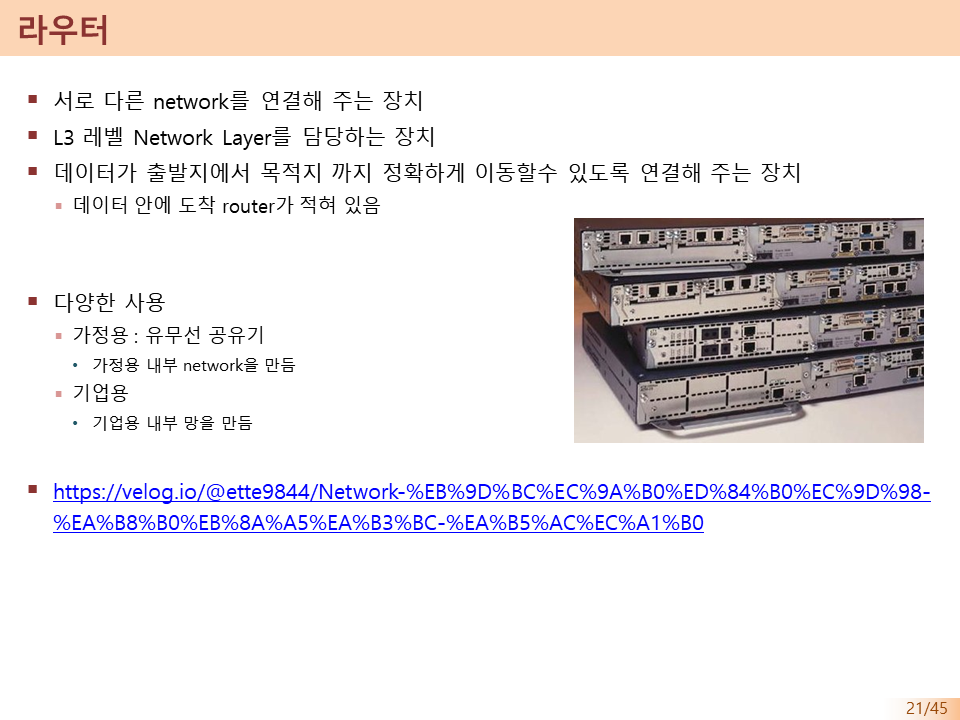 라우터
서로 다른 network를 연결해 주는 장치
L3 레벨 Network Layer를 담당하는 장치
데이터가 출발지에서 목적지 까지 정확하게 이동할수 있도록 연결해 주는 장치
데이터 안에 도착 router가 적혀 있음
다양한 사용
가정용 : 유무선 공유기
가정용 내부 network을 만듬
기업용
기업용 내부 망을 만듬
https://velog.io/@ette9844/Network-%EB%9D%BC%EC%9A%B0%ED%84%B0%EC%9D%98-
%EA%B8%B0%EB%8A%A5%EA%B3%BC-%EA%B5%AC%EC%A1%B0
21/45